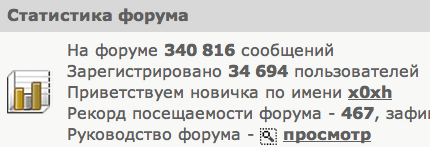 Статистика форума
На форуме 340 816 сообщений
Зарегистрировано 34 694 пользователей
Приветствуем новичка по имени x0xh
Рекорд посещаемости форума - 467, зафи
Руководство форума - просмотр